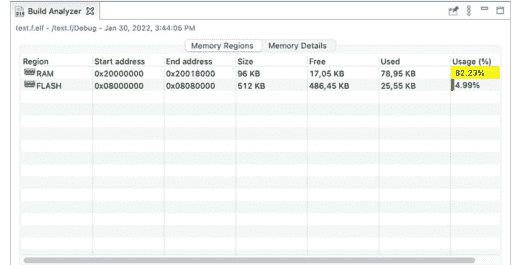 Build Analyzer
test.f.elf - /test.f/Debug - Jan 30, 2022, 3:44:05 PM
Memory Regions Memory Details
Region Start address End address Size Free Used Usage (%)
RAM 0x20000000 0x20018000 96 KB 17,05 KB 78,95 KB 82.23%
FLASH 0x08000000 0x08080000 512 KB 486,45 KB 25,55 KB 4.99%